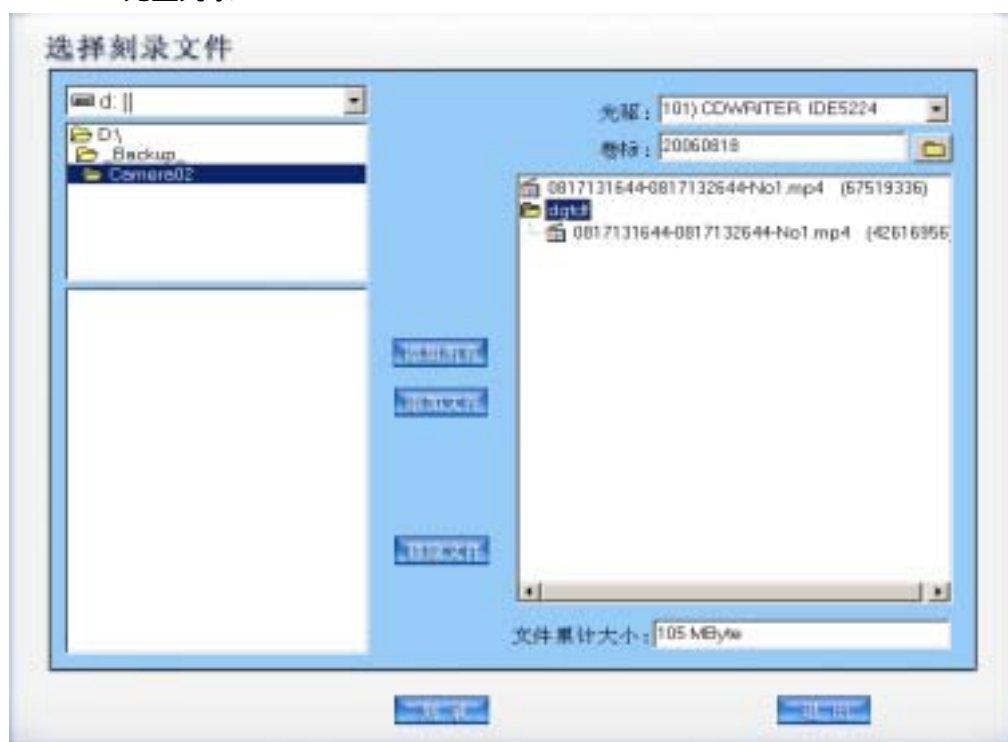 选择刻录文件
d: []
D:\
_Backup_
Camera02
光驱：101) CDWRITER IDE5224
卷标：20060818
0817131644-0817132644-No1.mp4 (67519336)
0817131644-0817132644-No1.mp4 (42616956
文件累计大小：105 MByte